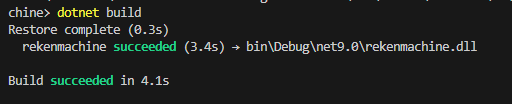 chine> dotnet build
Restore complete (0.3s)
rekenmachine succeeded (3.4s) → bin\Debug\net9.0\rekenmachine.dll
Build succeeded in 4.1s